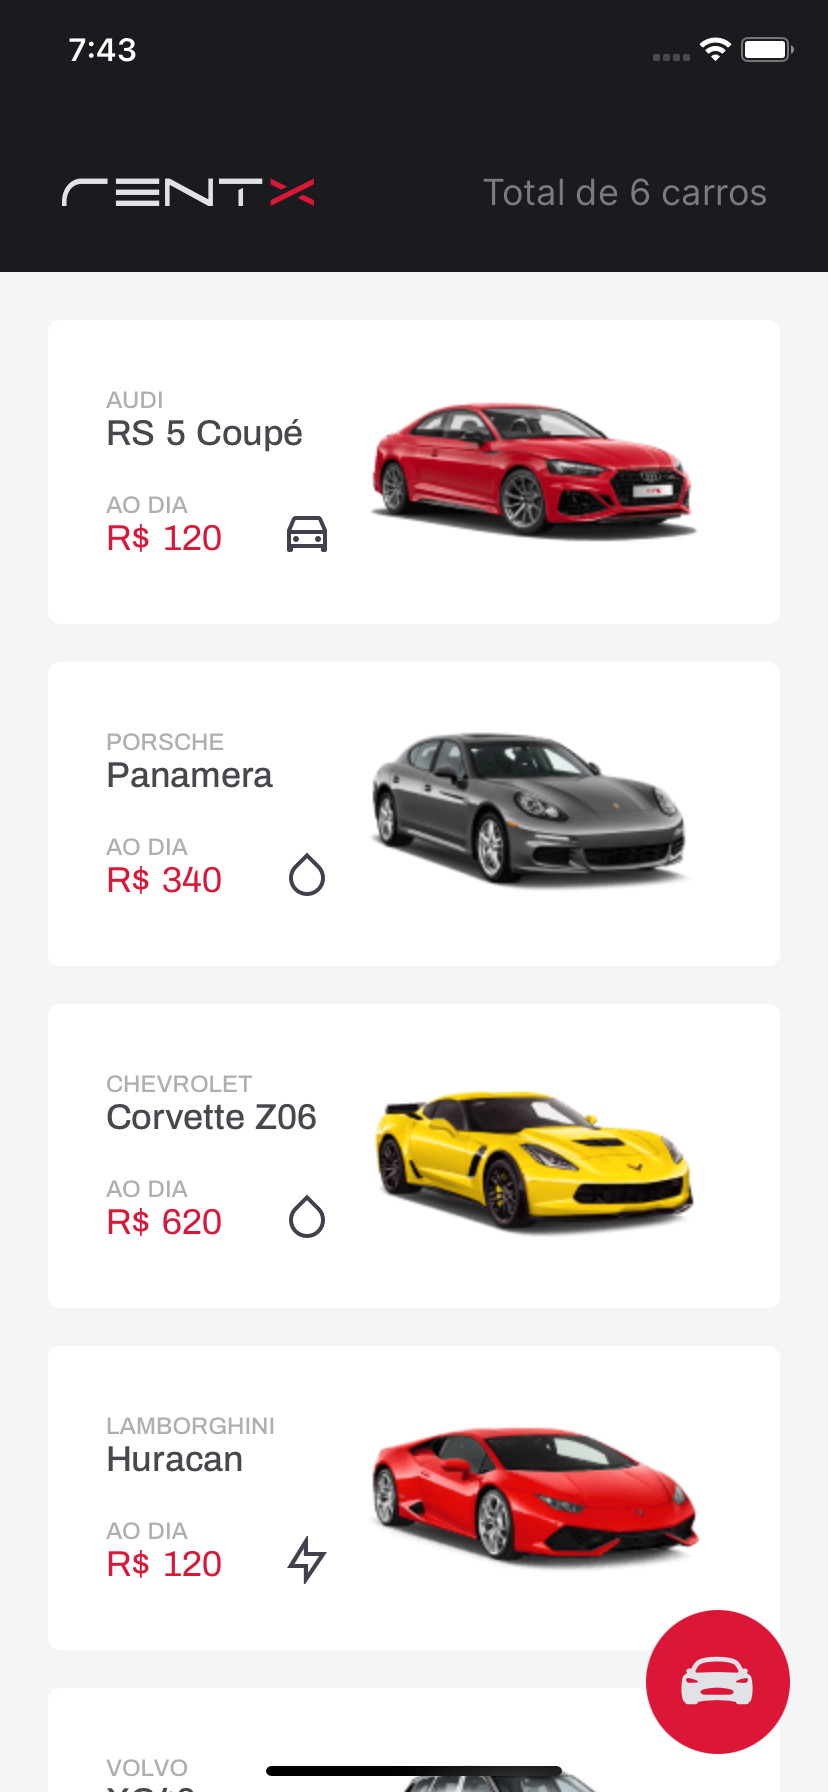 7:43
RENTX
Total de 6 carros
AUDI
RS 5 Coupé
AO DIA
R$ 120
PORSCHE
Panamera
AO DIA
R$ 340
CHEVROLET
Corvette Z06
AO DIA
R$ 620
LAMBORGHINI
Huracan
AO DIA
R$ 120
VOLVO